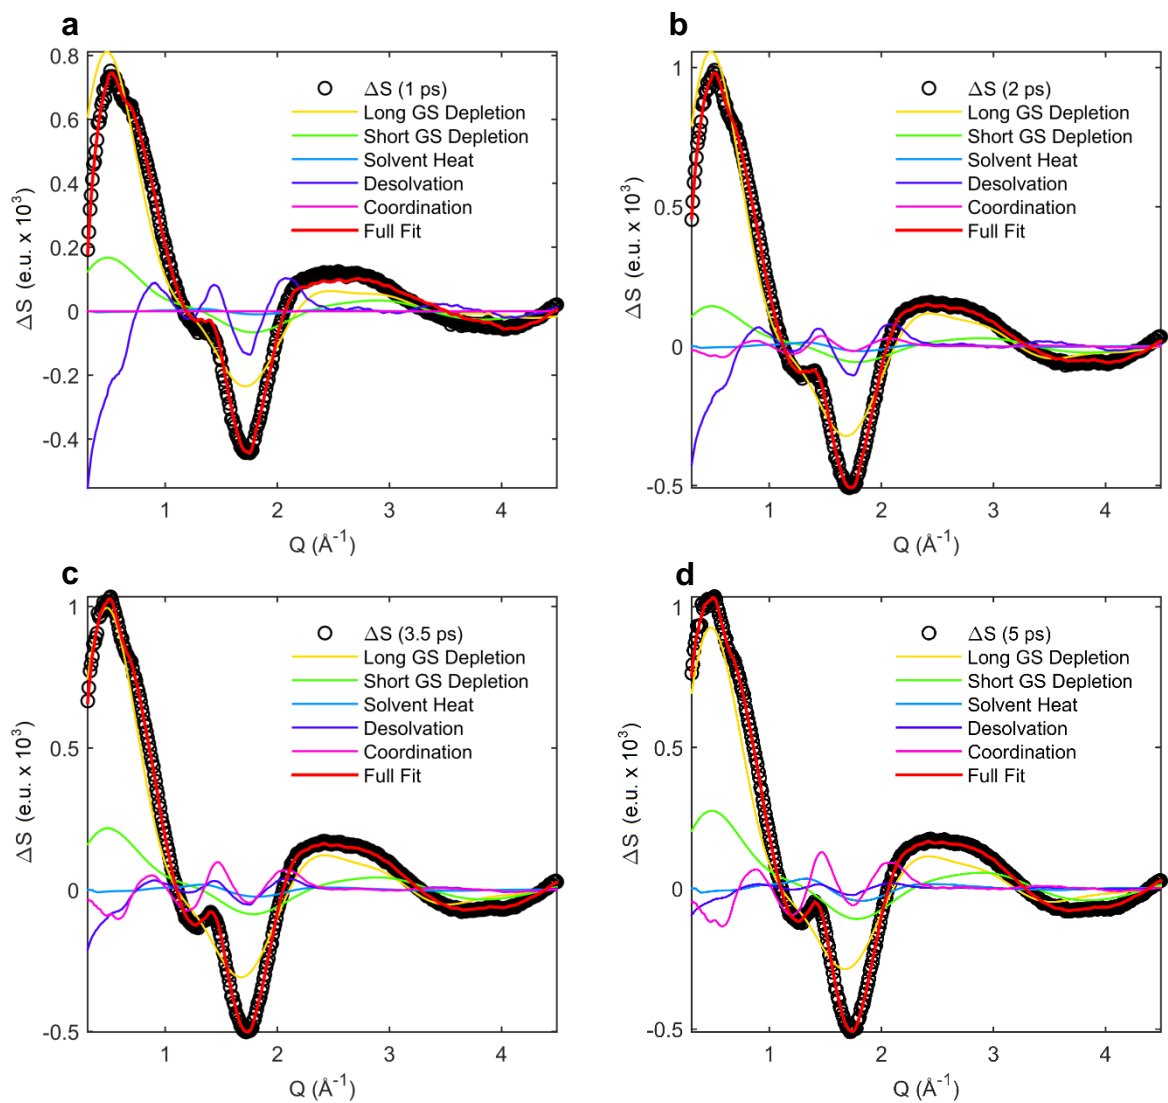 a
0.8
0.6
0.4
0.2
0
-0.2
-0.4
ΔS (e.u. x 10³)
1
2
3
4
Q (Å⁻¹)
ΔS (1 ps)
Long GS Depletion
Short GS Depletion
Solvent Heat
Desolvation
Coordination
Full Fit
b
1
0.5
0
-0.5
ΔS (e.u. x 10³)
1
2
3
4
Q (Å⁻¹)
ΔS (2 ps)
Long GS Depletion
Short GS Depletion
Solvent Heat
Desolvation
Coordination
Full Fit
c
1
0.5
0
-0.5
ΔS (e.u. x 10³)
1
2
3
4
Q (Å⁻¹)
ΔS (3.5 ps)
Long GS Depletion
Short GS Depletion
Solvent Heat
Desolvation
Coordination
Full Fit
d
1
0.5
0
-0.5
ΔS (e.u. x 10³)
1
2
3
4
Q (Å⁻¹)
ΔS (5 ps)
Long GS Depletion
Short GS Depletion
Solvent Heat
Desolvation
Coordination
Full Fit